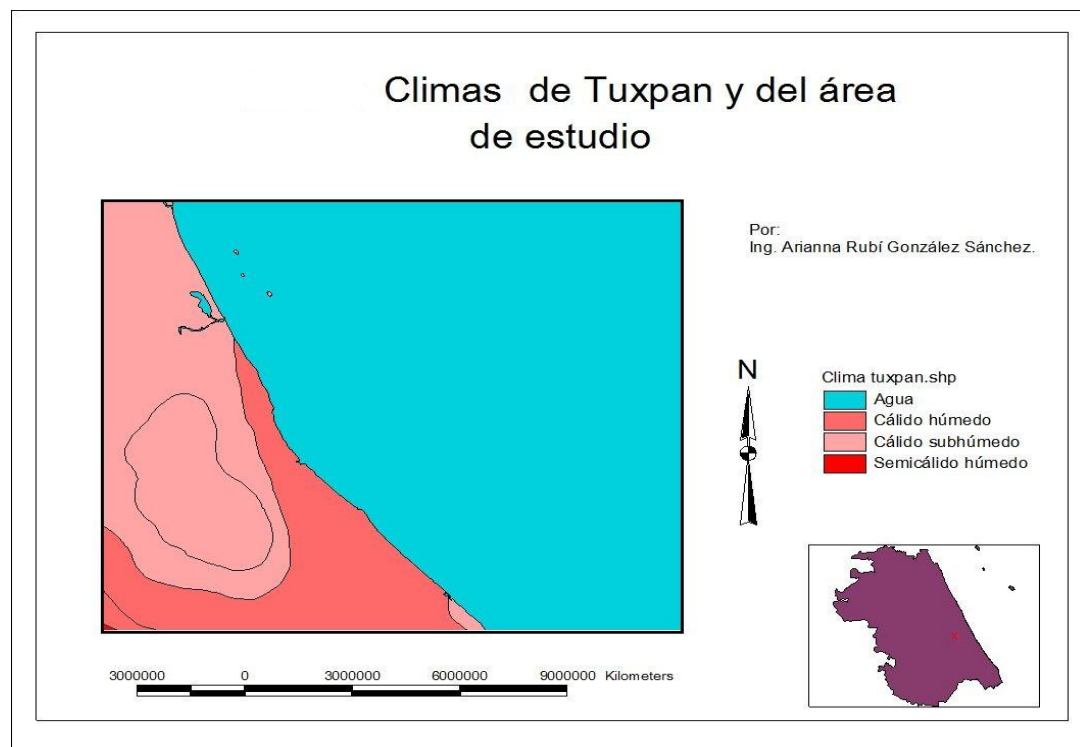 Climas de Tuxpan y del área
de estudio
Por:
Ing. Arianna Rubí González Sánchez.
N
Clima tuxpan.shp
Agua
Cálido húmedo
Cálido subhúmedo
Semicálido húmedo
x
3000000 0 3000000 6000000 9000000 Kilometers